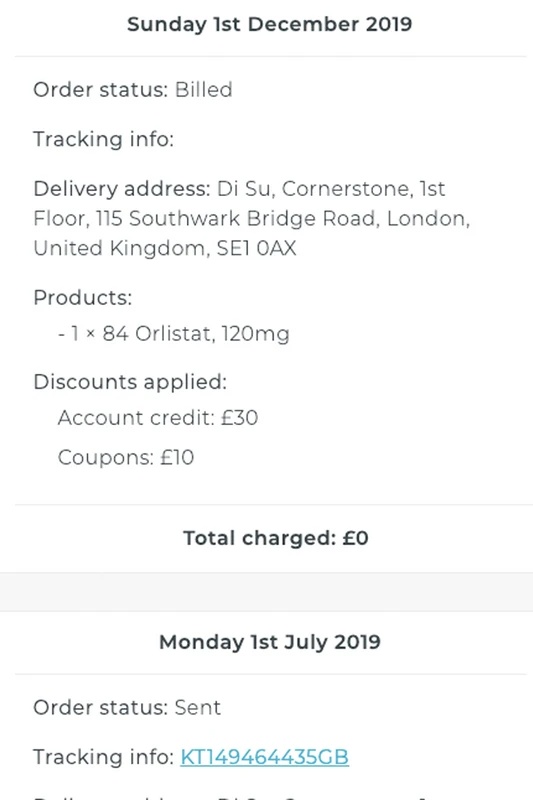 Sunday 1st December 2019
Order status: Billed
Tracking info:
Delivery address: Di Su, Cornerstone, 1st
Floor, 115 Southwark Bridge Road, London,
United Kingdom, SE1 0AX
Products:
- 1 × 84 Orlistat, 120mg
Discounts applied:
Account credit: £30
Coupons: £10
Total charged: £0
Monday 1st July 2019
Order status: Sent
Tracking info: KT149464435GB